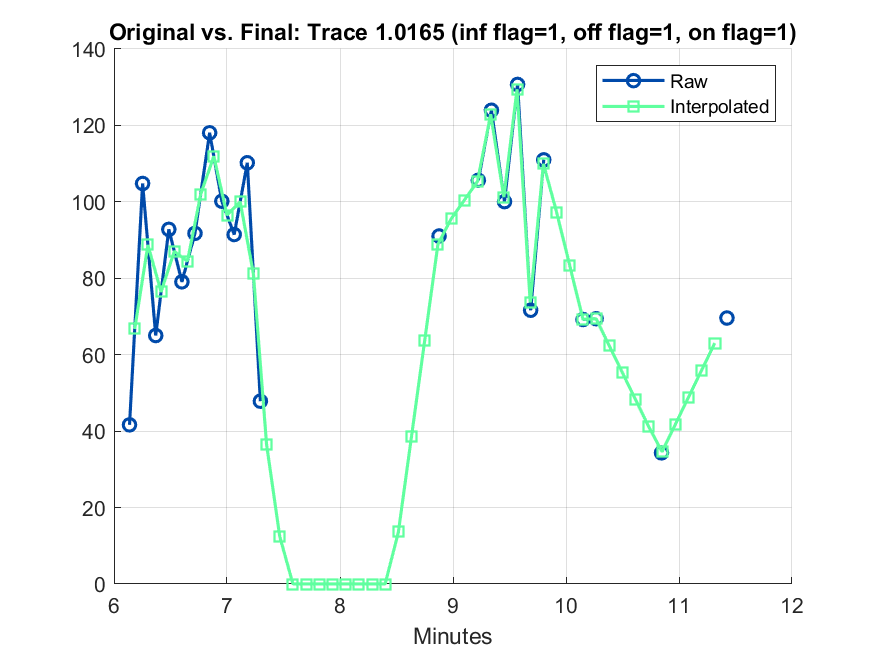 Original vs. Final: Trace 1.0165 (inf flag=1, off flag=1, on flag=1)
140
120
100
80
60
40
20
0
Raw
Interpolated
6 7 8 9 10 11 12
Minutes